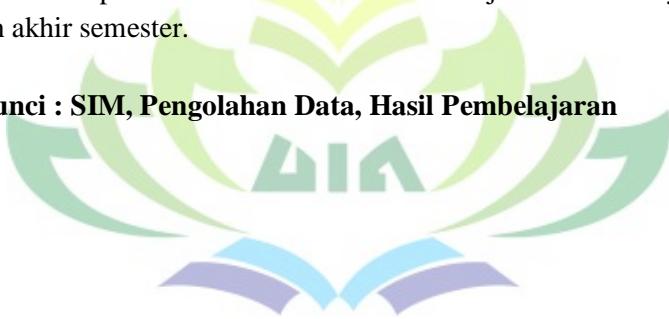 akhir semester.
unci : SIM, Pengolahan Data, Hasil Pembelajaran
UIN